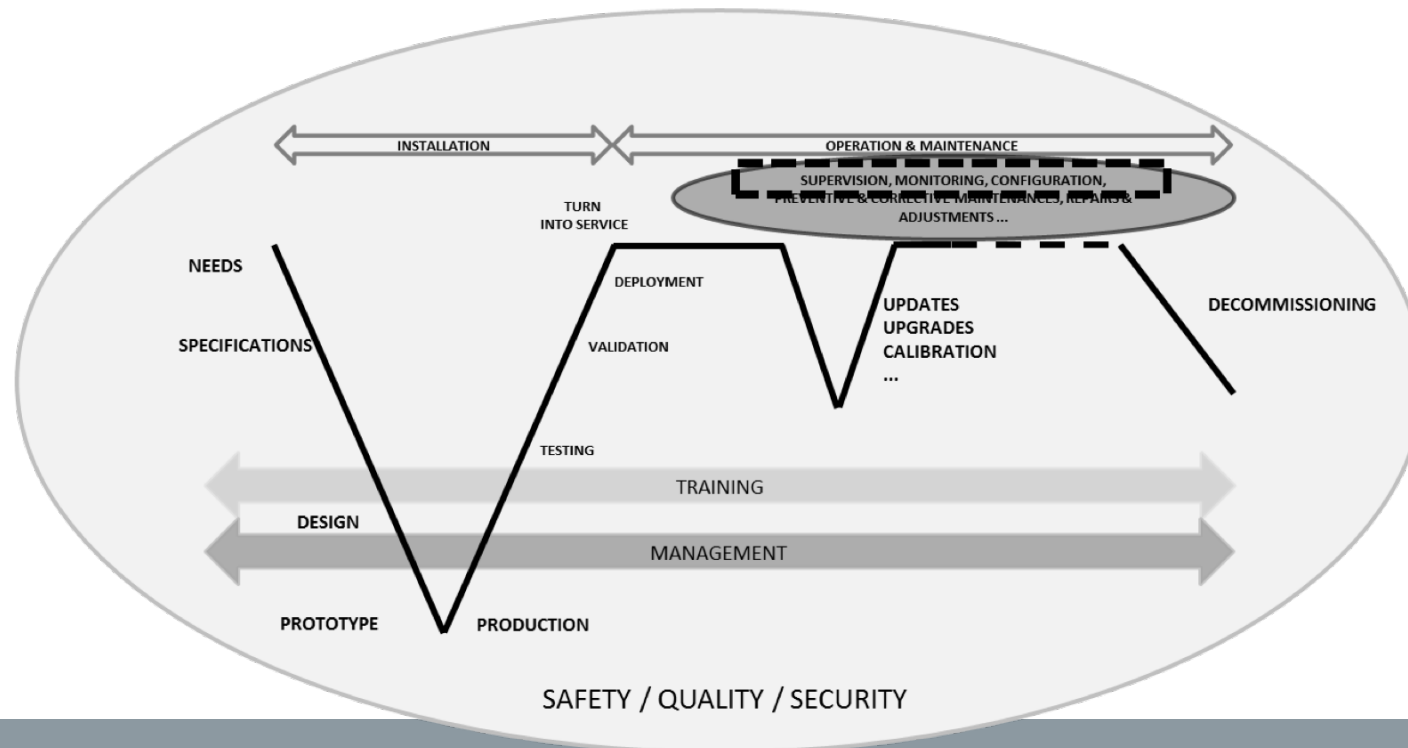 INSTALLATION
OPERATION & MAINTENANCE
SUPERVISION, MONITORING, CONFIGURATION,
PREVENTIVE & CORRECTIVE MAINTENANCES, REPAIRS &
ADJUSTMENTS ...
TURN
INTO SERVICE
NEEDS
DEPLOYMENT
UPDATES
UPGRADES
CALIBRATION
...
DECOMMISSIONING
SPECIFICATIONS
VALIDATION
TESTING
TRAINING
DESIGN
MANAGEMENT
PROTOTYPE
PRODUCTION
SAFETY / QUALITY / SECURITY